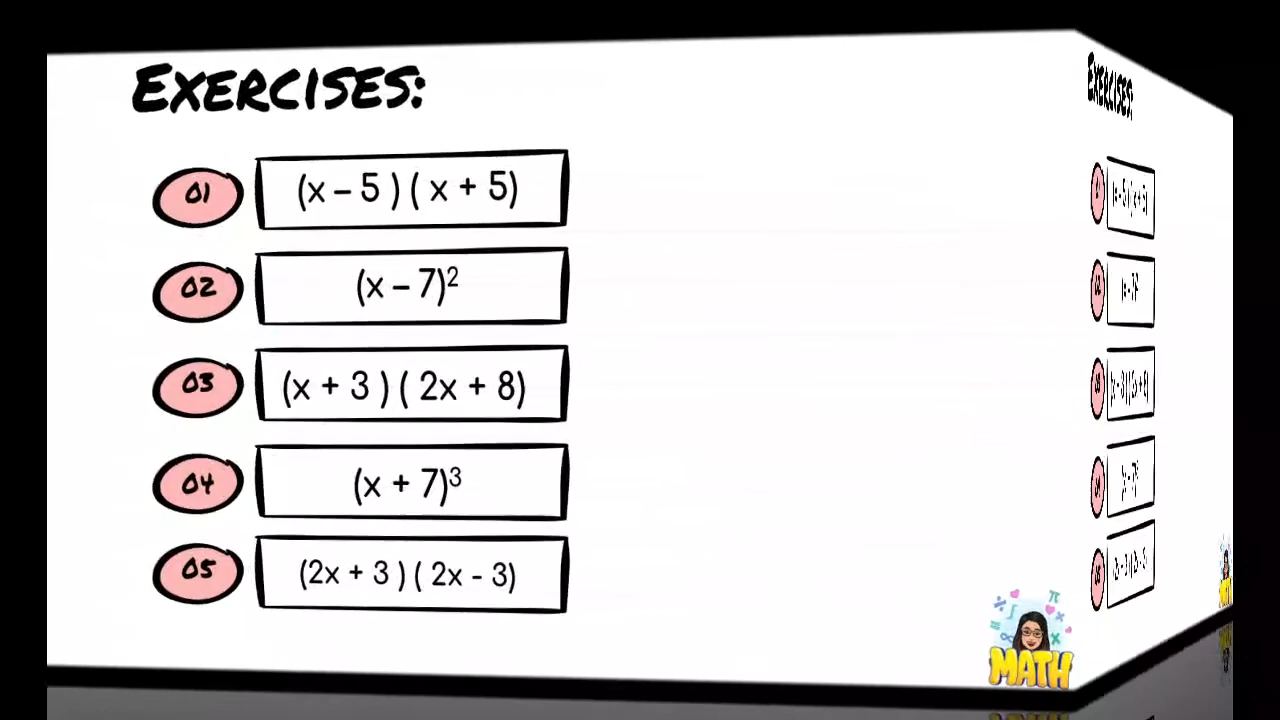 EXERCISES:
01
(x – 5 ) ( x + 5)
02
(x – 7)²
03
(x + 3 ) ( 2x + 8)
04
(x + 7)³
05
(2x + 3 ) ( 2x - 3)
MATH
EXERCISES: